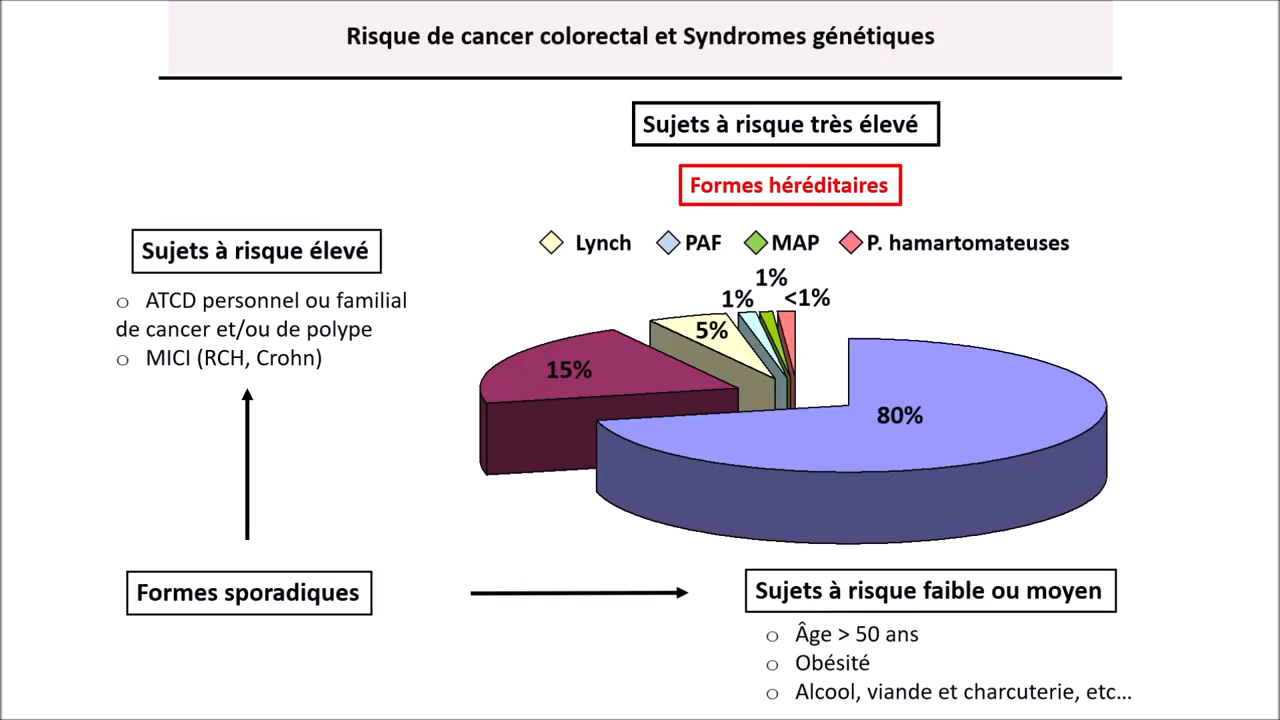 Risque de cancer colorectal et Syndromes génétiques
Sujets à risque très élevé
Formes héréditaires
Lynch PAF MAP P. hamartomateuses
Sujets à risque élevé
o ATCD personnel ou familial
de cancer et/ou de polype
o MICI (RCH, Crohn)
1%
1% <1%
5%
15%
80%
Formes sporadiques
Sujets à risque faible ou moyen
o Âge > 50 ans
o Obésité
o Alcool, viande et charcuterie, etc...